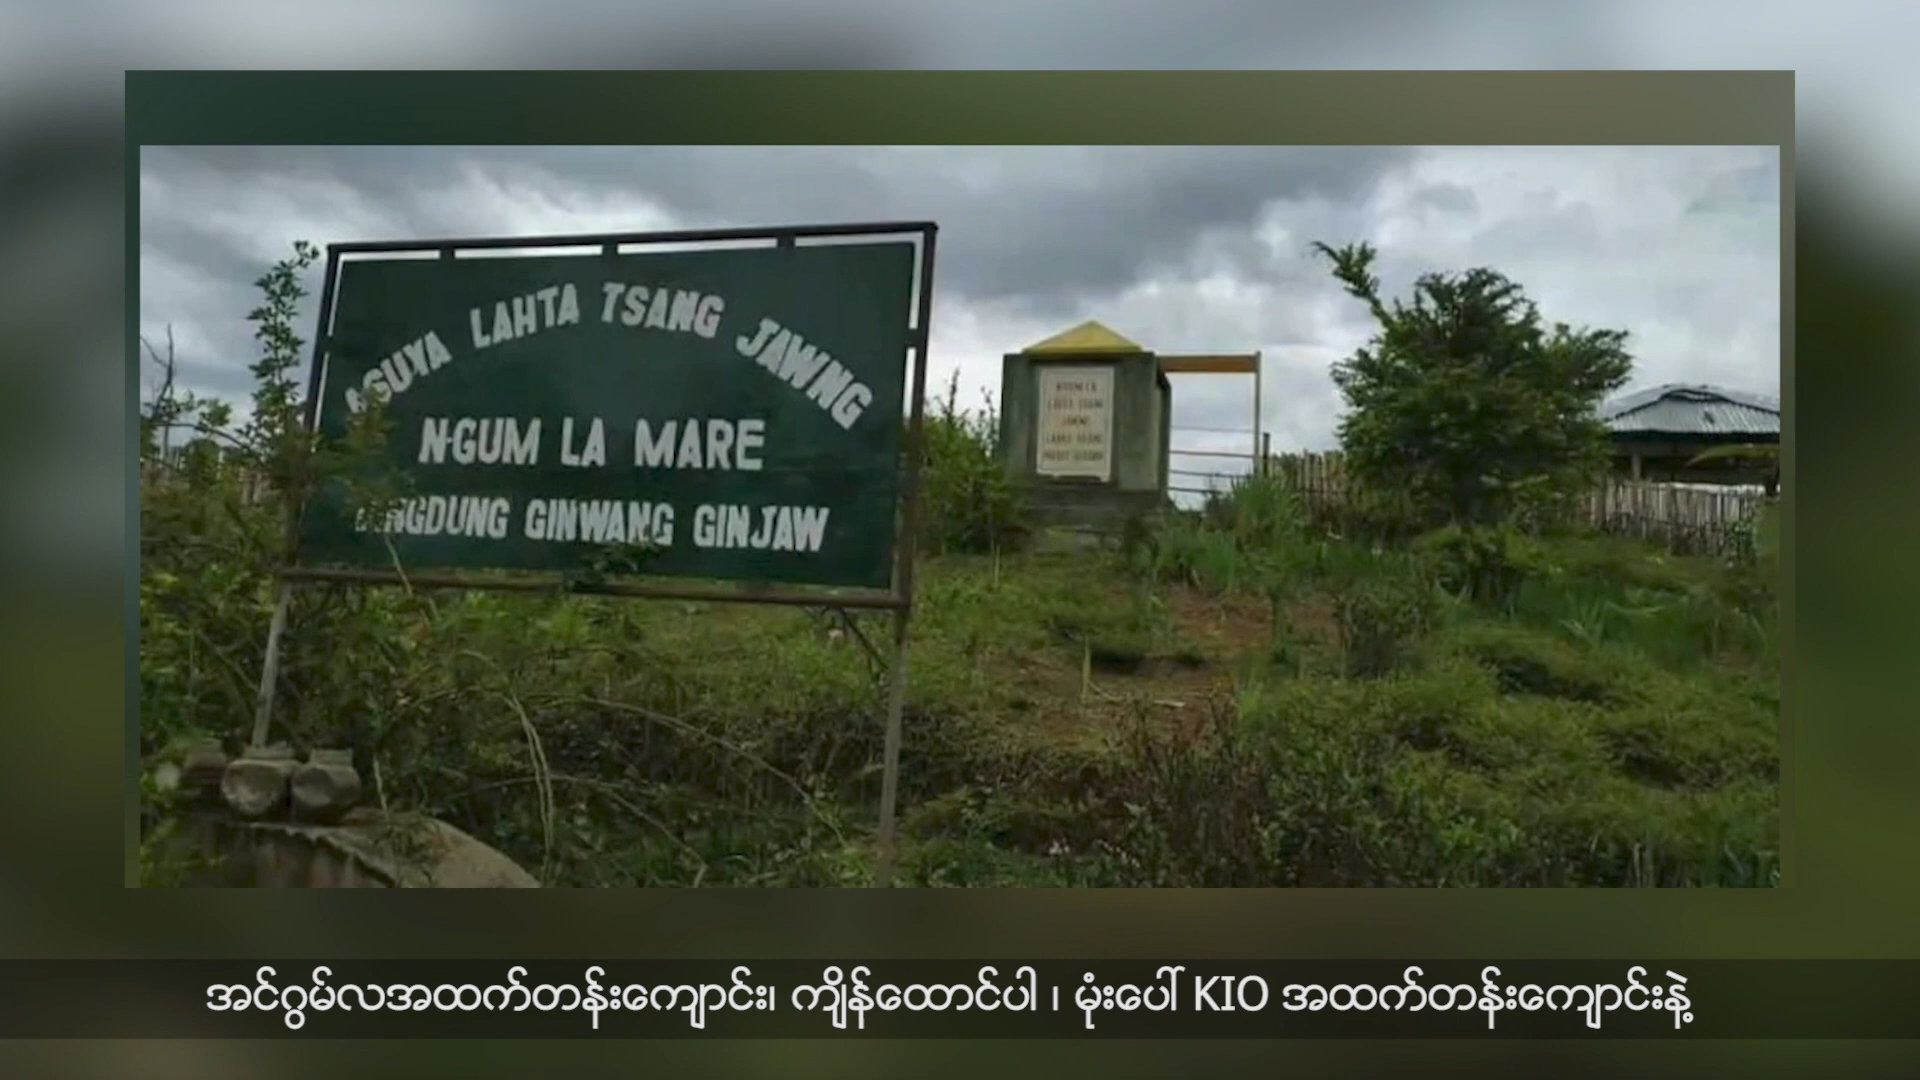 LAHTA TSANG JAWNG
N-GUM LA MARE
GINWANG GINJAW
အင်ဂွမ်လအထက်တန်းကျောင်း၊ ကျိန်ထောင်ပါ ၊ မုံးပေါ် KIO အထက်တန်းကျောင်းနဲ့